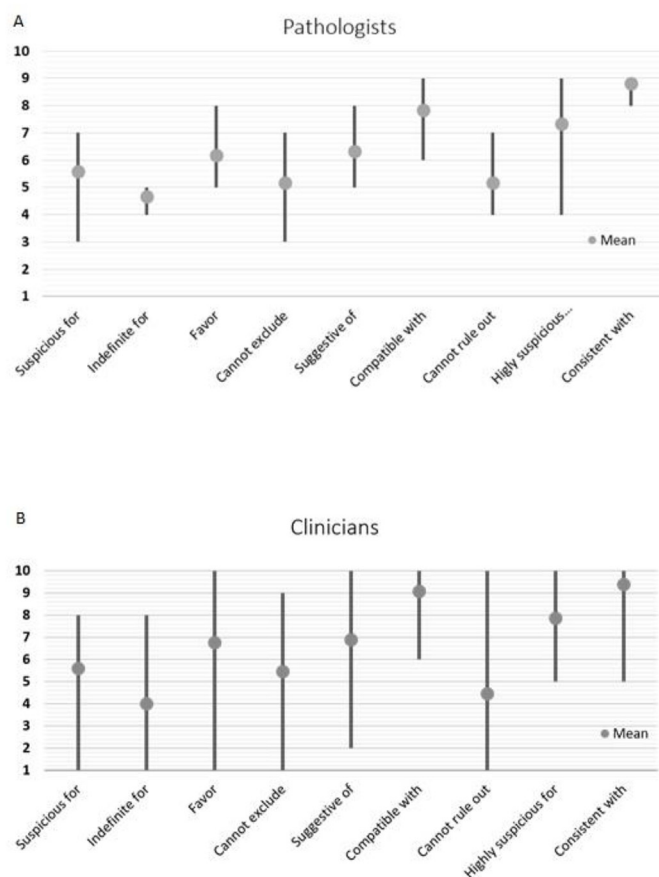 A
Pathologists
10
9
8
7
6
5
4
3
2
1
Mean
Suspicious for
Indefinite for
Favor
Cannot exclude
Suggestive of
Compatible with
Cannot rule out
Higly suspicious...
Consistent with
B
Clinicians
10
9
8
7
6
5
4
3
2
1
Mean
Suspicious for
Indefinite for
Favor
Cannot exclude
Suggestive of
Compatible with
Cannot rule out
Highly suspicious for
Consistent with